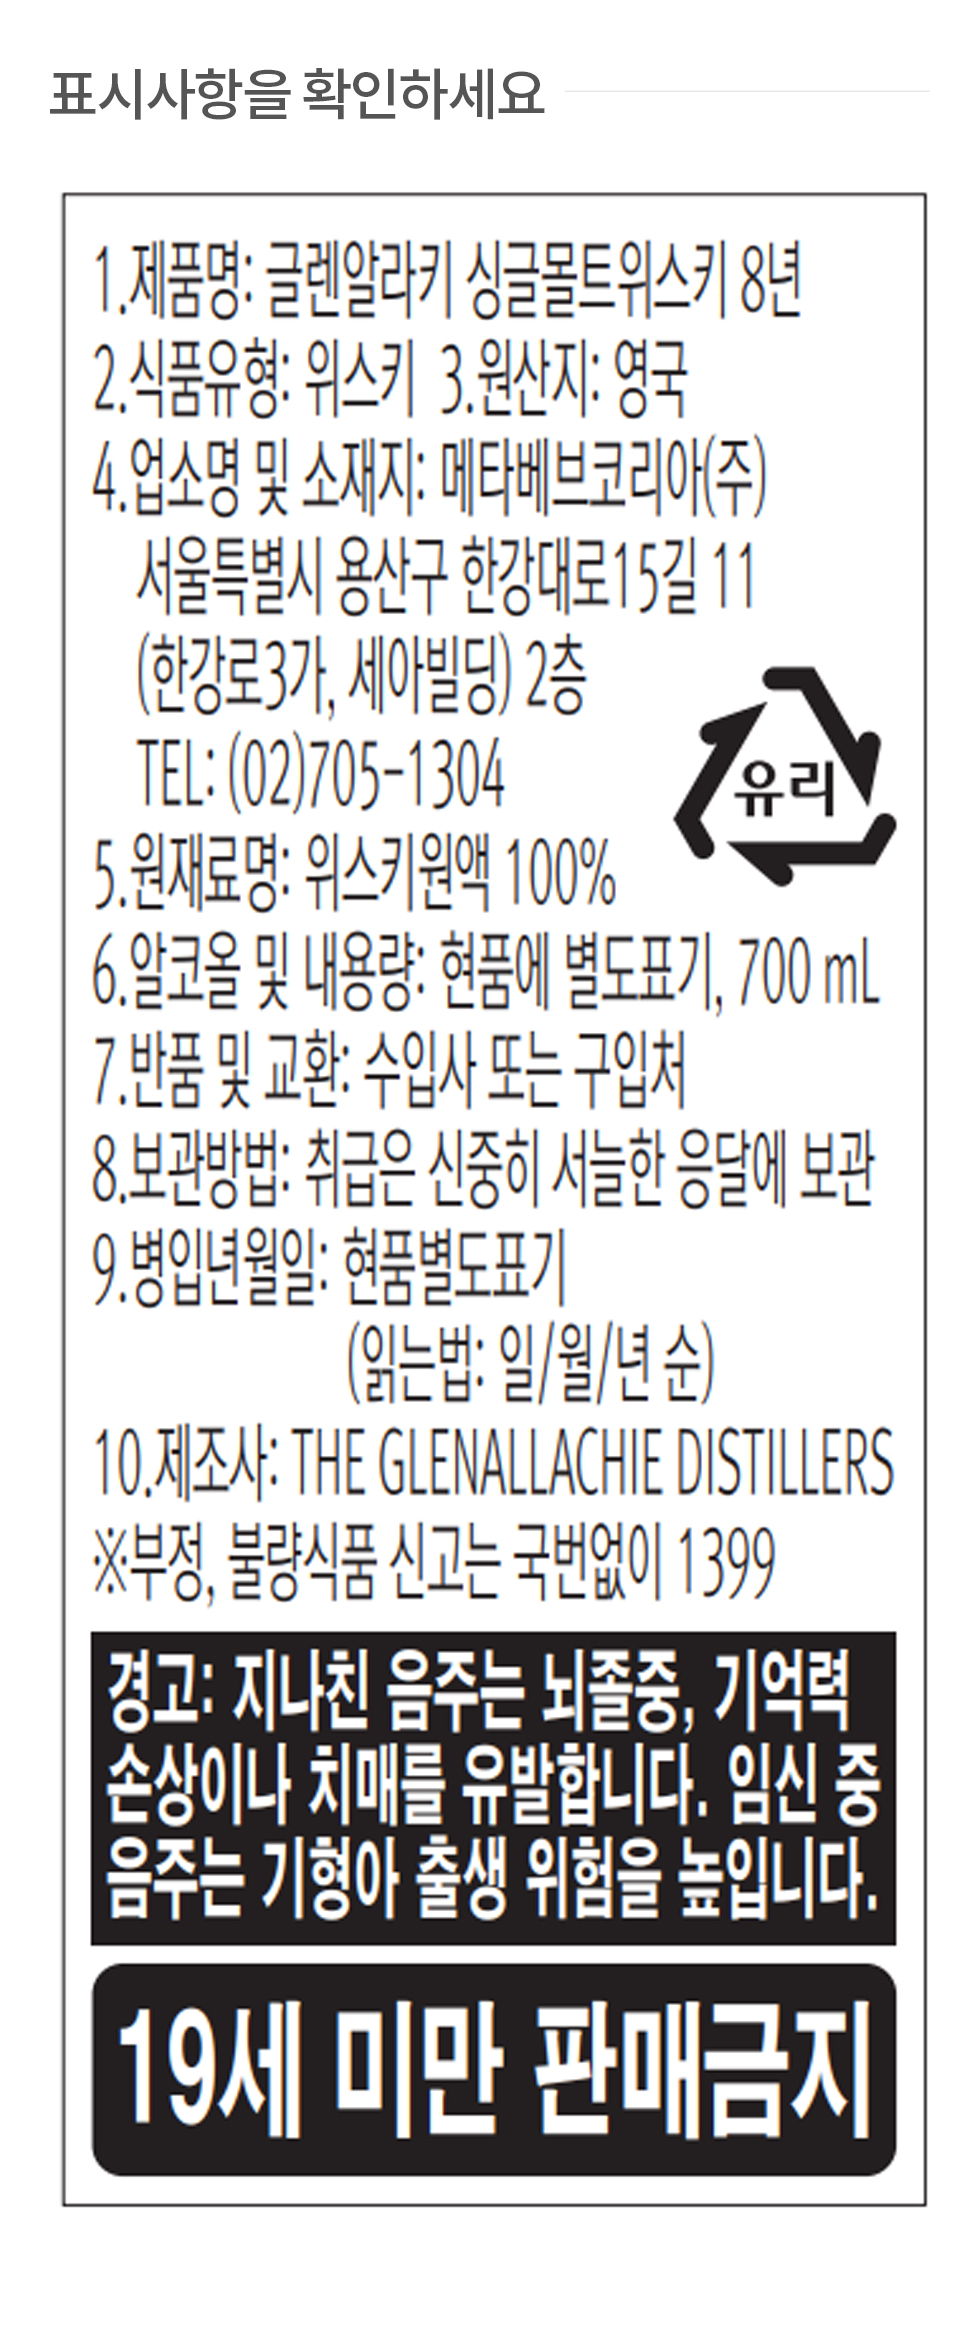 표시사항을 확인하세요
1.제품명: 글렌알라키 싱글몰트위스키 8년
2.식품유형: 위스키 3.원산지: 영국
4.업소명 및 소재지: 메타베브코리아(주)
서울특별시 용산구 한강대로15길 11
(한강로3가, 세아빌딩) 2층
TEL: (02)705-1304
유리
5.원재료명: 위스키원액 100%
6.알코올 및 내용량: 현품에 별도표기, 700 mL
7.반품 및 교환: 수입사 또는 구입처
8.보관방법: 취급은 신중히 서늘한 응달에 보관
9.병입년월일: 현품별도표기
(읽는법: 일/월/년 순)
10.제조사: THE GLENALLACHIE DISTILLERS
※부정, 불량식품 신고는 국번없이 1399
경고: 지나친 음주는 뇌졸중, 기억력
손상이나 치매를 유발합니다. 임신 중
음주는 기형아 출생 위험을 높입니다.
19세 미만 판매금지